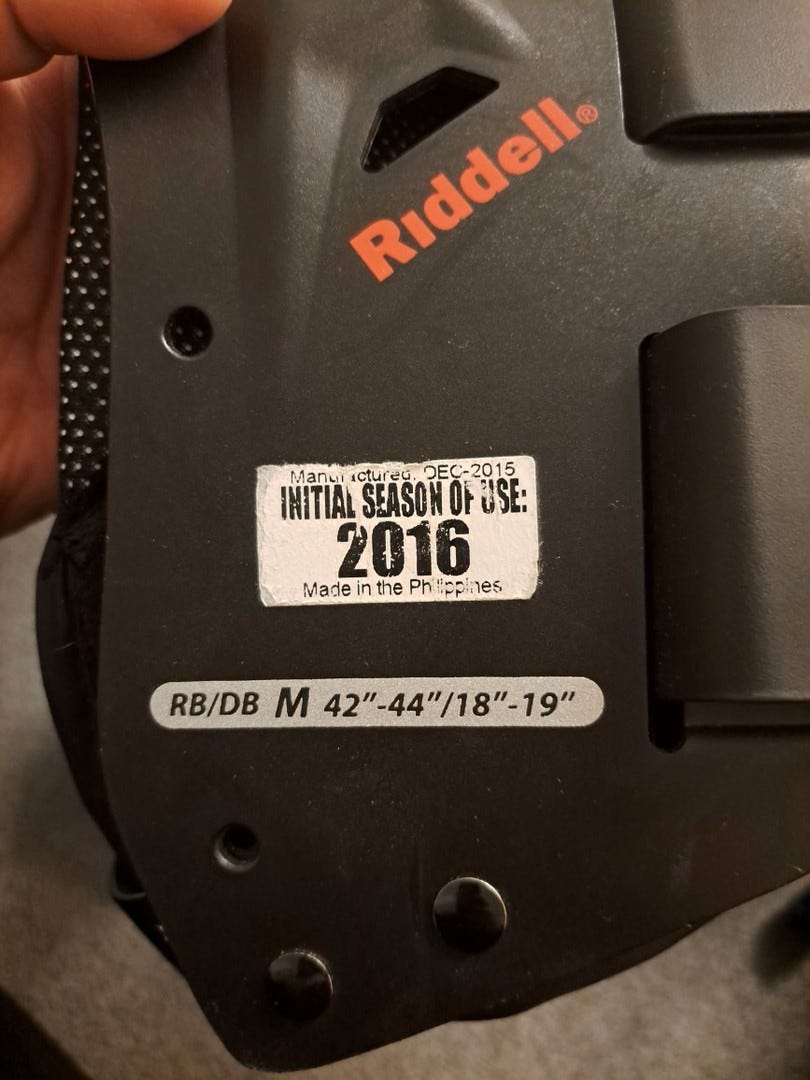 Riddell®
Manufactured: DEC-2015
INITIAL SEASON OF USE:
2016
Made in the Philippines
RB/DB M 42"-44"/18"-19"